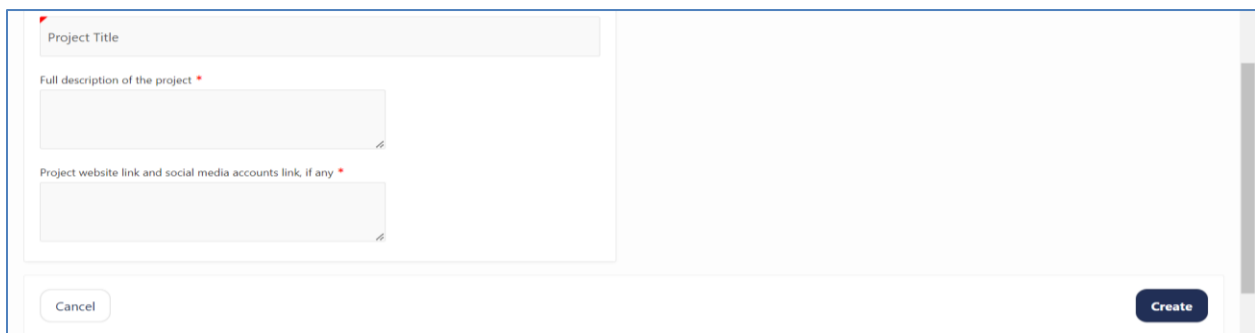 Project Title
Full description of the project *
Project website link and social media accounts link, if any *
Cancel
Create